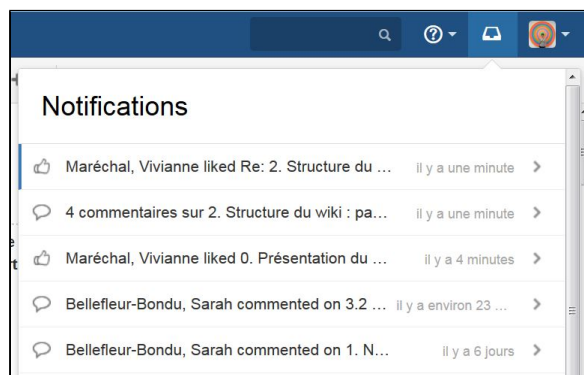 Notifications
Maréchal, Vivianne liked Re: 2. Structure du ... il y a une minute
4 commentaires sur 2. Structure du wiki : pa... il y a une minute
Maréchal, Vivianne liked 0. Présentation du ... il y a 4 minutes
Bellefleur-Bondu, Sarah commented on 3.2 ... il y a environ 23 ...
Bellefleur-Bondu, Sarah commented on 1. N... il y a 6 jours